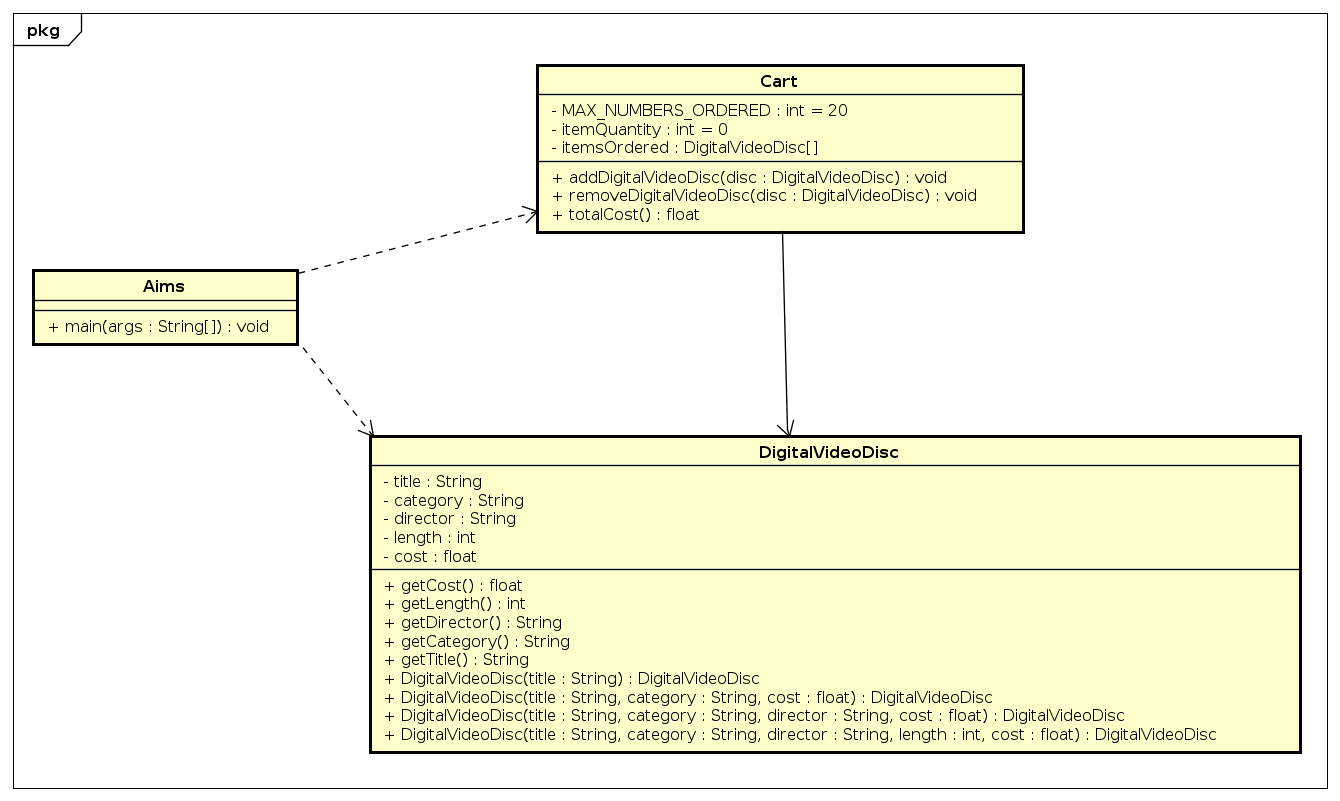 pkg
Cart
- MAX_NUMBERS_ORDERED : int = 20
- itemQuantity : int = 0
- itemsOrdered : DigitalVideoDisc[]
+ addDigitalVideoDisc(disc : DigitalVideoDisc) : void
+ removeDigitalVideoDisc(disc : DigitalVideoDisc) : void
+ totalCost() : float
Aims
+ main(args : String[]) : void
DigitalVideoDisc
- title : String
- category : String
- director : String
- length : int
- cost : float
+ getCost() : float
+ getLength() : int
+ getDirector() : String
+ getCategory() : String
+ getTitle() : String
+ DigitalVideoDisc(title : String) : DigitalVideoDisc
+ DigitalVideoDisc(title : String, category : String, cost : float) : DigitalVideoDisc
+ DigitalVideoDisc(title : String, category : String, director : String, cost : float) : DigitalVideoDisc
+ DigitalVideoDisc(title : String, category : String, director : String, length : int, cost : float) : DigitalVideoDisc